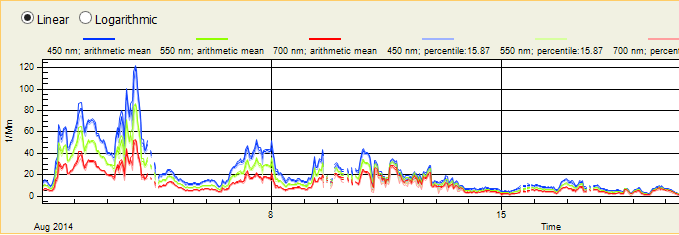 Linear Logarithmic
450 nm; arithmetic mean 550 nm; arithmetic mean 700 nm; arithmetic mean 450 nm; percentile:15.87 550 nm; percentile:15.87 700 nm; percent
120
100
80
60
40
20
0
1/Mm
8 15
Aug 2014 Time